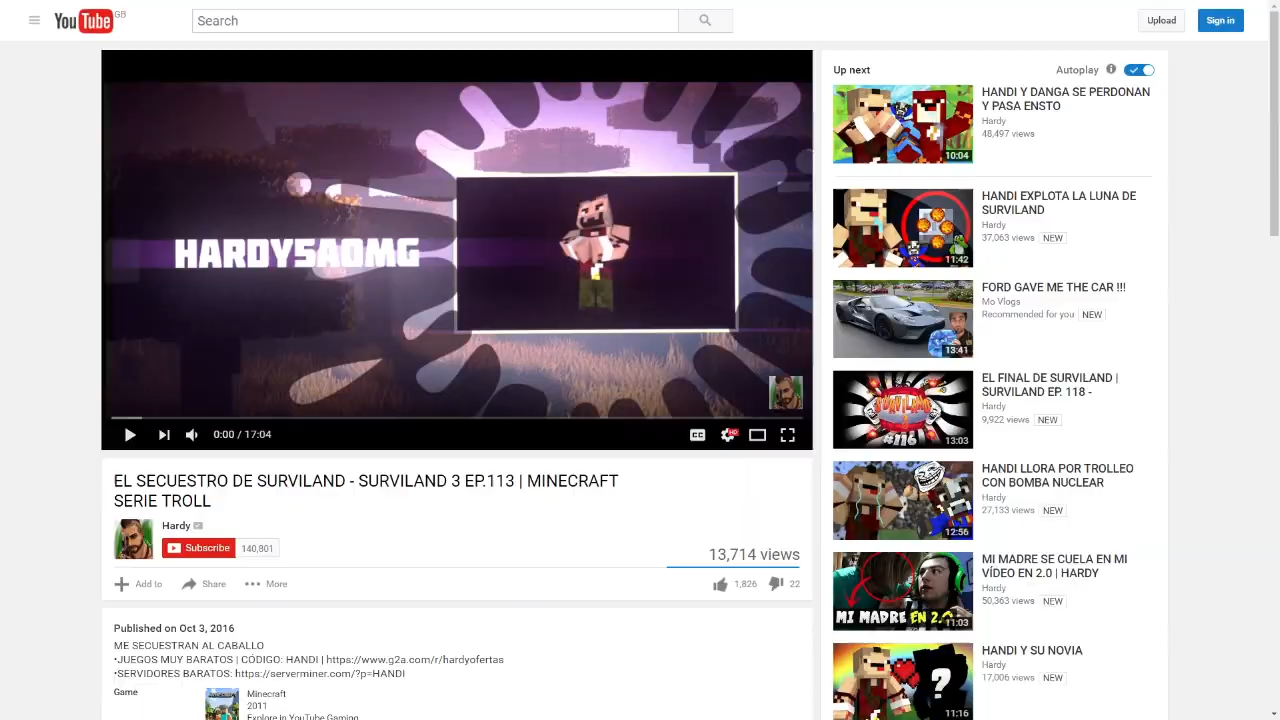 YouTube GB
Search
Upload
Sign in
HARDYSAOMG
0:00 / 17:04
CC
HD
EL SECUESTRO DE SURVILAND - SURVILAND 3 EP.113 | MINECRAFT
SERIE TROLL
Hardy
Subscribe 140,801
13,714 views
Add to Share More 1,826 22
Published on Oct 3,
ME SECUESTRAN AL CABALLO
•JUEGOS MUY BARATOS | CÓDIGO: HANDI | https://www.g2a.com/r/hardyofertas
•SERVIDORES BARATOS: https://serverminer.com/?p=HANDI
Game
Minecraft
2011
Explore in YouTube Gaming
Up next
Autoplay
HANDI Y DANGA SE PERDONAN
Y PASA ENSTO
Hardy
48,497 views
10:04
HANDI EXPLOTA LA LUNA DE
SURVILAND
Hardy
37,063 views NEW
11:42
FORD GAVE ME THE CAR !!!
Mo Vlogs
Recommended for you NEW
13:41
EL FINAL DE SURVILAND |
SURVILAND EP. 118 -
Hardy
9,922 views NEW
SURVILAND
#116
13:03
HANDI LLORA POR TROLLEO
CON BOMBA NUCLEAR
Hardy
27,133 views NEW
12:56
MI MADRE SE CUELA EN MI
VÍDEO EN 2.0 | HARDY
Hardy
50,363 views NEW
MI MADRE EN 2.0
11:03
HANDI Y SU NOVIA
Hardy
17,006 views NEW
?
11:16